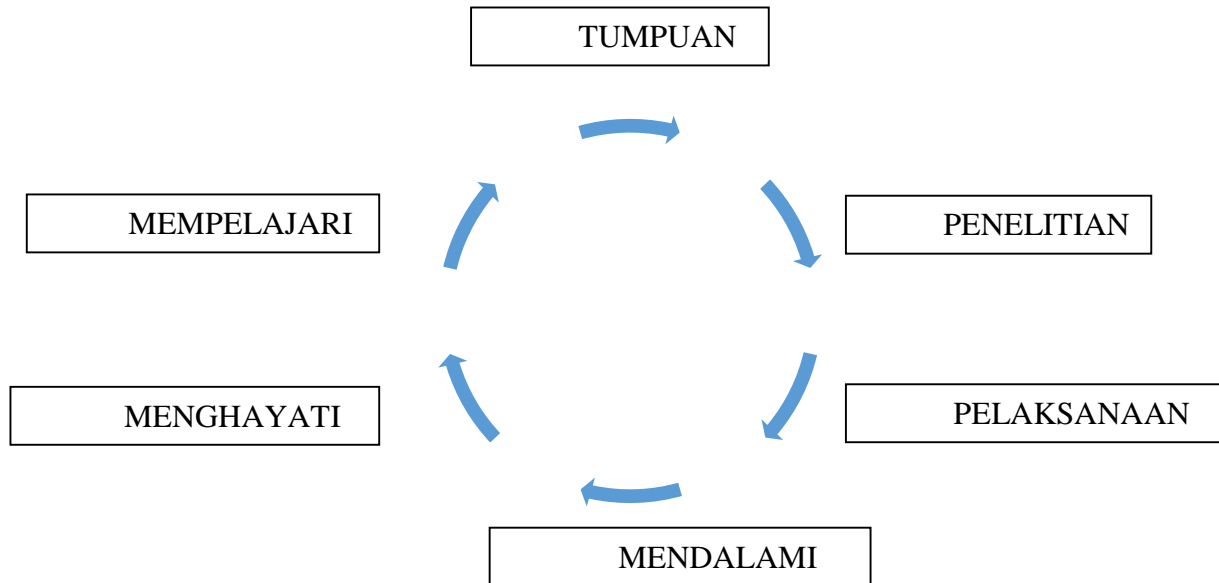 TUMPUAN
MEMPELAJARI
PENELITIAN
MENGHAYATI
PELAKSANAAN
MENDALAMI